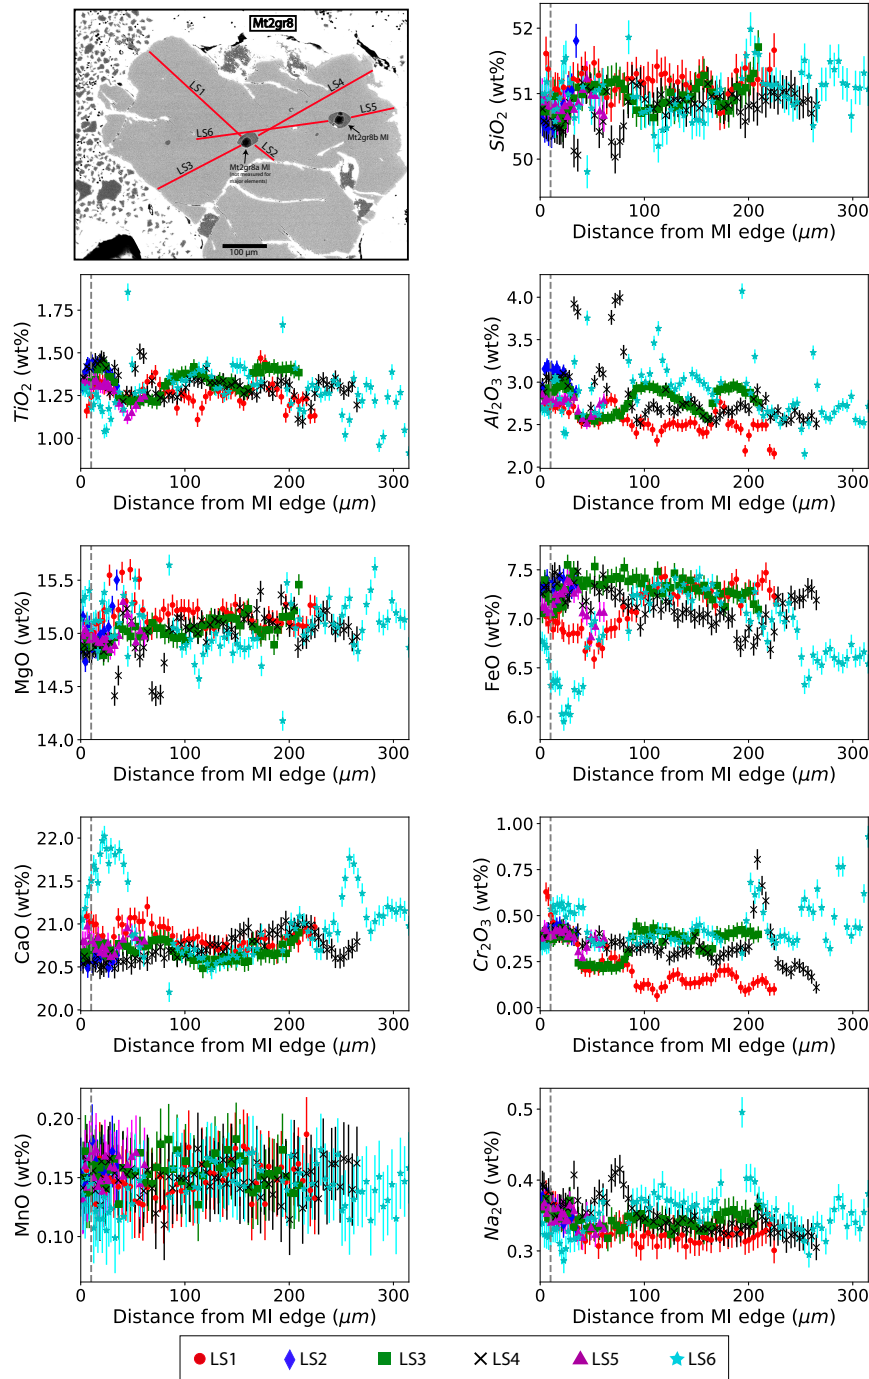 Mt2gr8
LS1
LS4
LS5
LS6
Mt2gr8b MI
LS2
LS3
Mt2gr8a MI
(not measured for
major elements)
100 μm
SiO2 (wt%)
52
51
50
0 100 200 300
Distance from MI edge (μm)
TiO2 (wt%)
1.75
1.50
1.25
1.00
0 100 200 300
Distance from MI edge (μm)
Al2O3 (wt%)
4.0
3.5
3.0
2.5
2.0
0 100 200 300
Distance from MI edge (μm)
MgO (wt%)
15.5
15.0
14.5
14.0
0 100 200 300
Distance from MI edge (μm)
FeO (wt%)
7.5
7.0
6.5
6.0
0 100 200 300
Distance from MI edge (μm)
CaO (wt%)
22.0
21.5
21.0
20.5
20.0
0 100 200 300
Distance from MI edge (μm)
Cr2O3 (wt%)
1.00
0.75
0.50
0.25
0.00
0 100 200 300
Distance from MI edge (μm)
MnO (wt%)
0.20
0.15
0.10
0 100 200 300
Distance from MI edge (μm)
Na2O (wt%)
0.5
0.4
0.3
0 100 200 300
Distance from MI edge (μm)
LS1 LS2 LS3 LS4 LS5 LS6